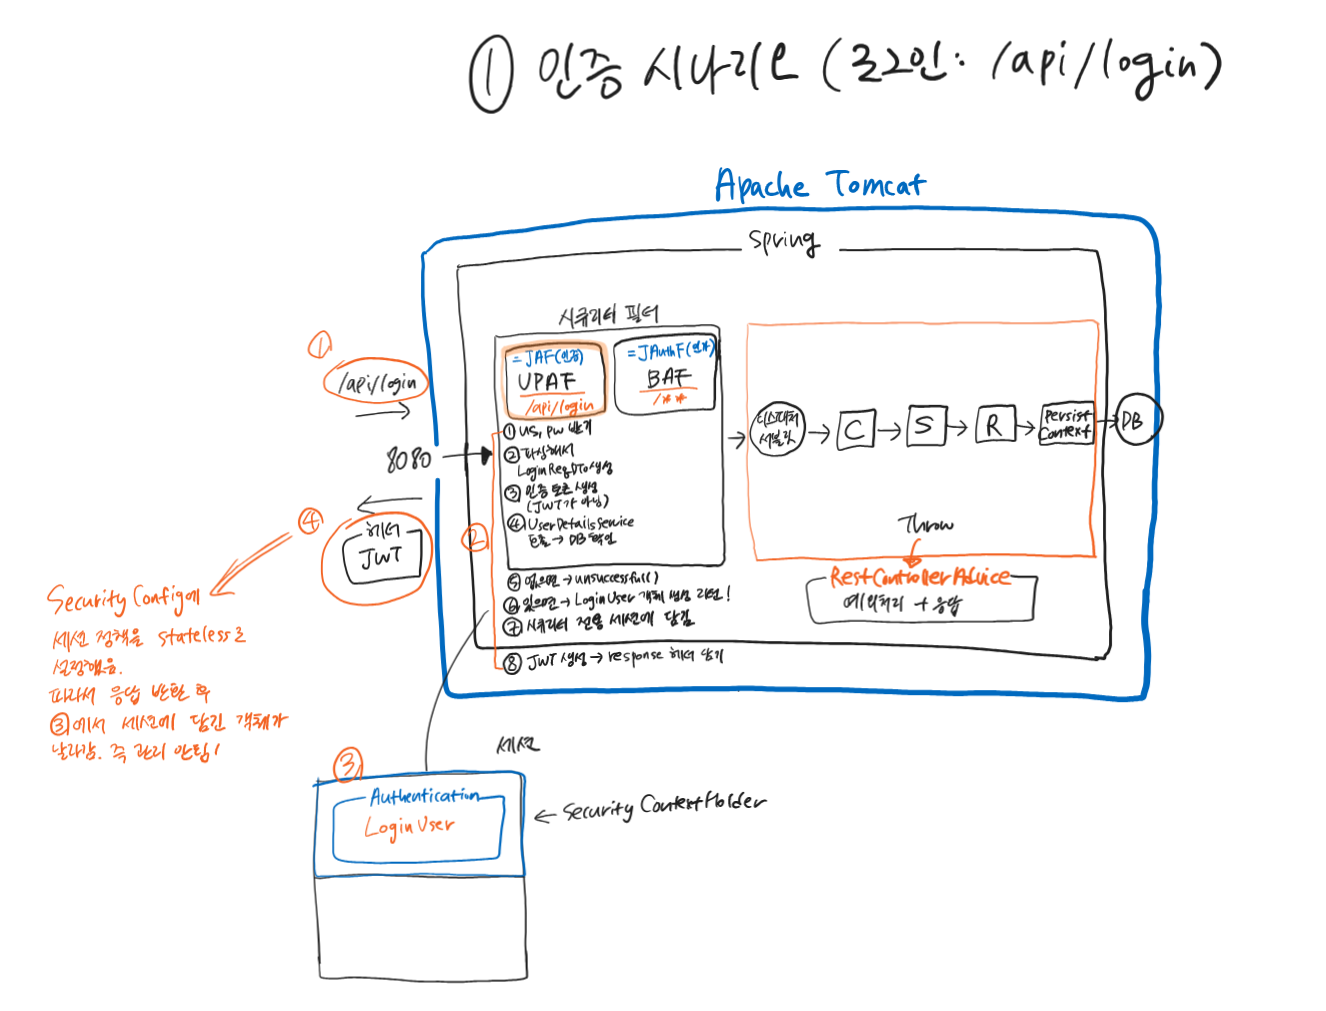 ① 인증 시나리오 (로그인: /api/login)
Apache Tomcat
Spring
시큐리티 필터
①
/api/login
8080
④
헤더
JWT
Security Config에
세션 정책을 stateless로
설정했음.
따라서 응답 반환 후
③에서 세션에 담긴 객체가
날라감. 즉 관리 안됨!
= JAF(인증)
UPAF
/api/login
= JAuthF(인가)
BAF
/**
②
① us, pw 받기
② 파싱해서
LoginReqDto생성
③ 인증 토큰 생성
(JWT가 아님)
④ UserDetailsService
호출 → DB 확인
⑤ 없으면 → unsuccessful()
⑥ 있으면 → LoginUser 객체 생성 리턴!
⑦ 시큐리티 전용 세션에 담김
⑧ JWT 생성 → response 헤더 담기
디스패처
서블릿
C
S
R
Persist
Context
DB
Throw
RestControllerAdvice
예외처리 + 응답
세션
③
Authentication
LoginUser
Security ContextHolder